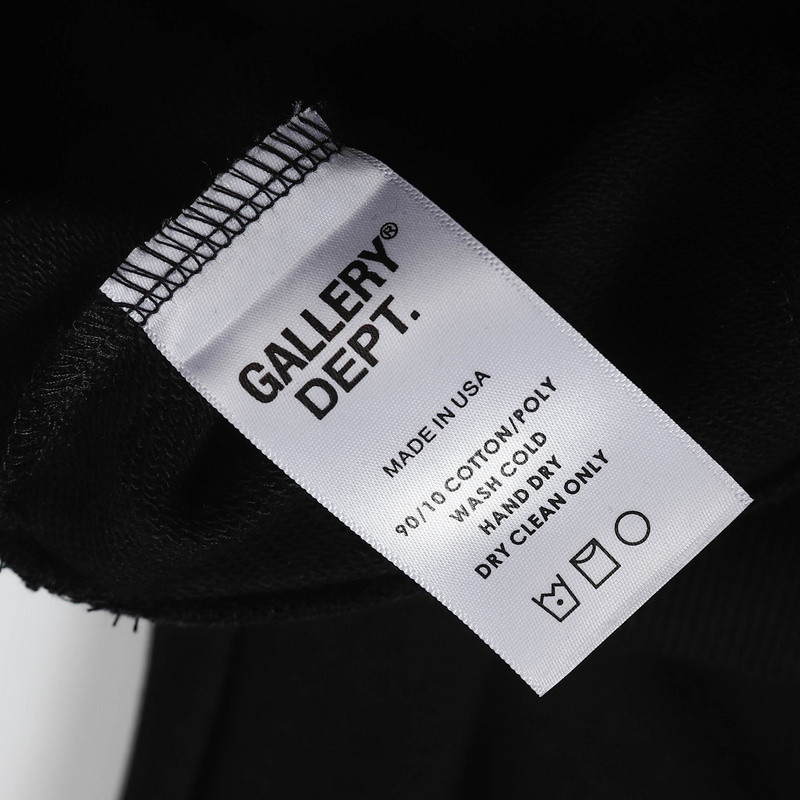 GALLERY®
DEPT.
MADE IN USA
90/10 COTTON/POLY
WASH COLD
HAND DRY
DRY CLEAN ONLY